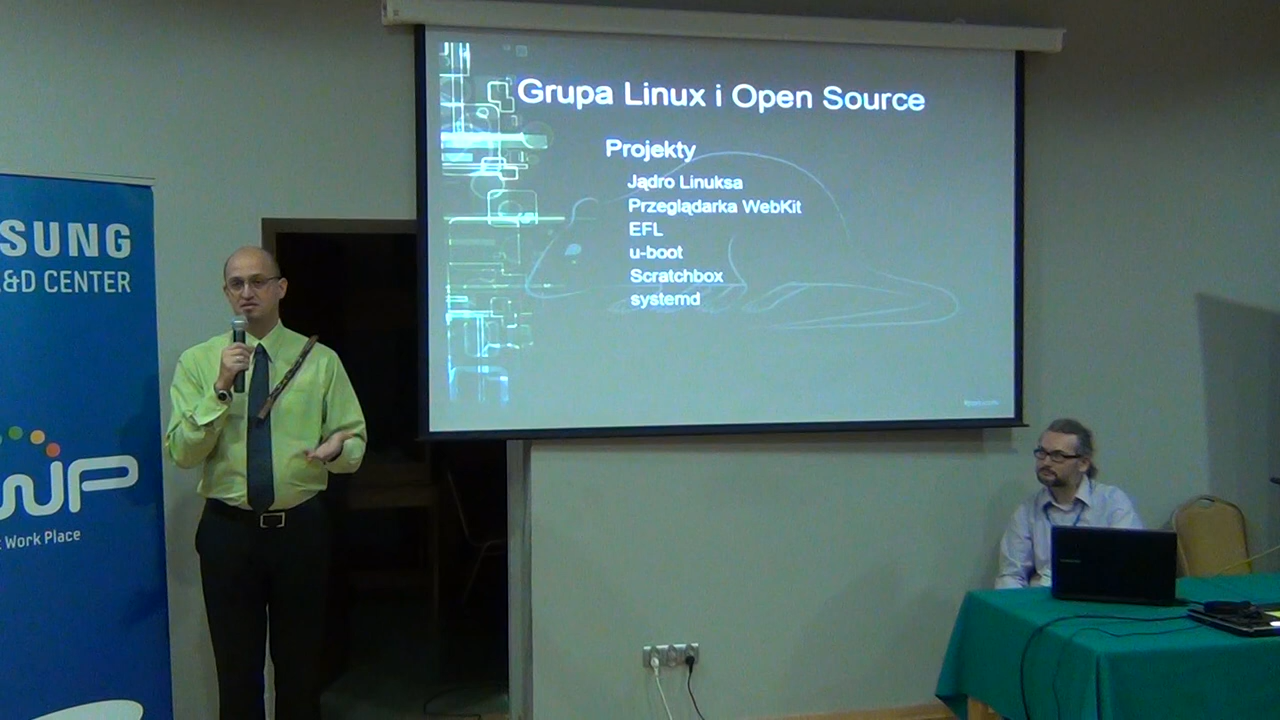 Grupa Linux i Open Source
Projekty
Jądro Linuksa
Przeglądarka WebKit
EFL
u-boot
Scratchbox
systemd
SUNG
&D CENTER
WP
Work Place